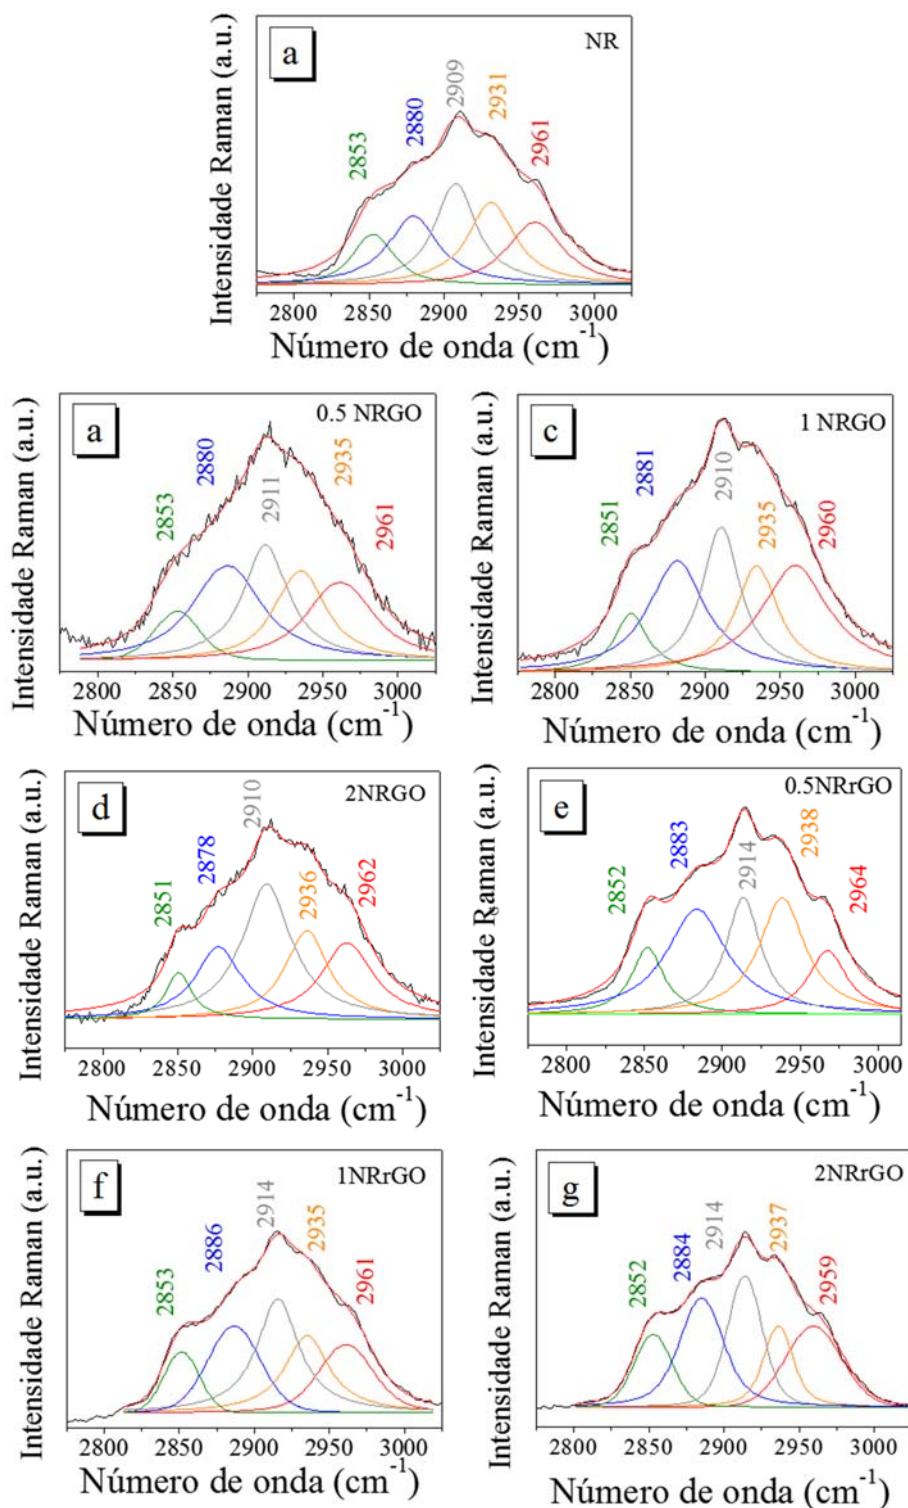 a
NR
2853
2880
2909
2931
2961
Intensidade Raman (a.u.)
2800 2850 2900 2950 3000
Número de onda (cm-1)
a
0.5 NRGO
2853
2880
2911
2935
2961
Intensidade Raman (a.u.)
2800 2850 2900 2950 3000
Número de onda (cm-1)
c
1 NRGO
2851
2881
2910
2935
2960
Intensidade Raman (a.u.)
2800 2850 2900 2950 3000
Número de onda (cm-1)
d
2NRGO
2851
2878
2910
2936
2962
Intensidade Raman (a.u.)
2800 2850 2900 2950 3000
Número de onda (cm-1)
e
0.5NRrGO
2852
2883
2914
2938
2964
Intensidade Raman (a.u.)
2800 2850 2900 2950 3000
Número de onda (cm-1)
f
1NRrGO
2853
2886
2914
2935
2961
Intensidade Raman (a.u.)
2800 2850 2900 2950 3000
Número de onda (cm-1)
g
2NRrGO
2852
2884
2914
2937
2959
Intensidade Raman (a.u.)
2800 2850 2900 2950 3000
Número de onda (cm-1)